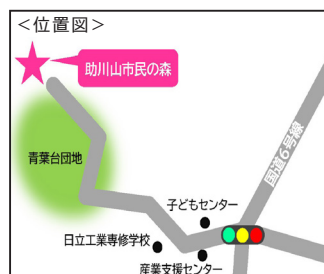 <位置図>
助川山市民の森
青葉台団地
国道6号線
子どもセンター
日立工業専修学校
産業支援センター